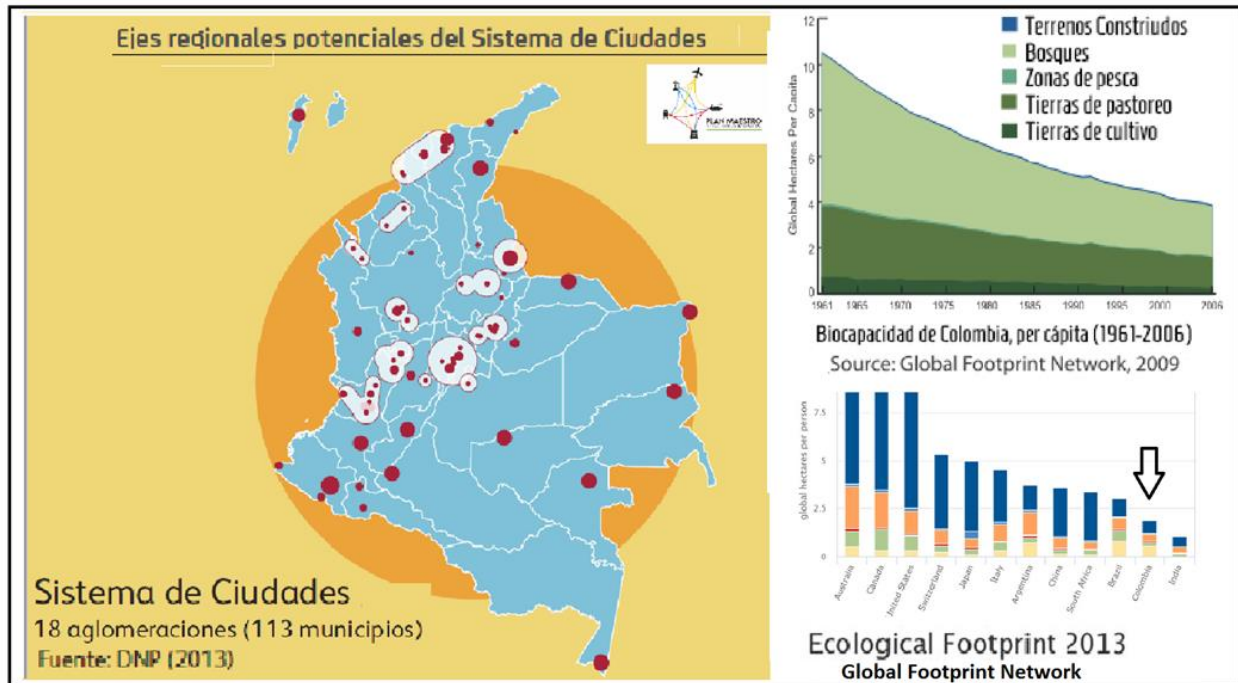 Ejes regionales potenciales del Sistema de Ciudades
PLAN MAESTRO
Sistema de Ciudades
18 aglomeraciones (113 municipios)
Fuente: DNP (2013)
12
10
8
6
4
2
0
Global Hectares Per Capita
Terrenos Constriudos
Bosques
Zonas de pesca
Tierras de pastoreo
Tierras de cultivo
1961 1965 1970 1975 1980 1985 1990 1995 2000 2006
Biocapacidad de Colombia, per cápita (1961-2006)
Source: Global Footprint Network, 2009
7.5
5
2.5
0
global hectares per person
Australia
Canada
United States
Switzerland
Japan
Italy
Argentina
China
South Africa
Brazil
Colombia
India
Ecological Footprint 2013
Global Footprint Network